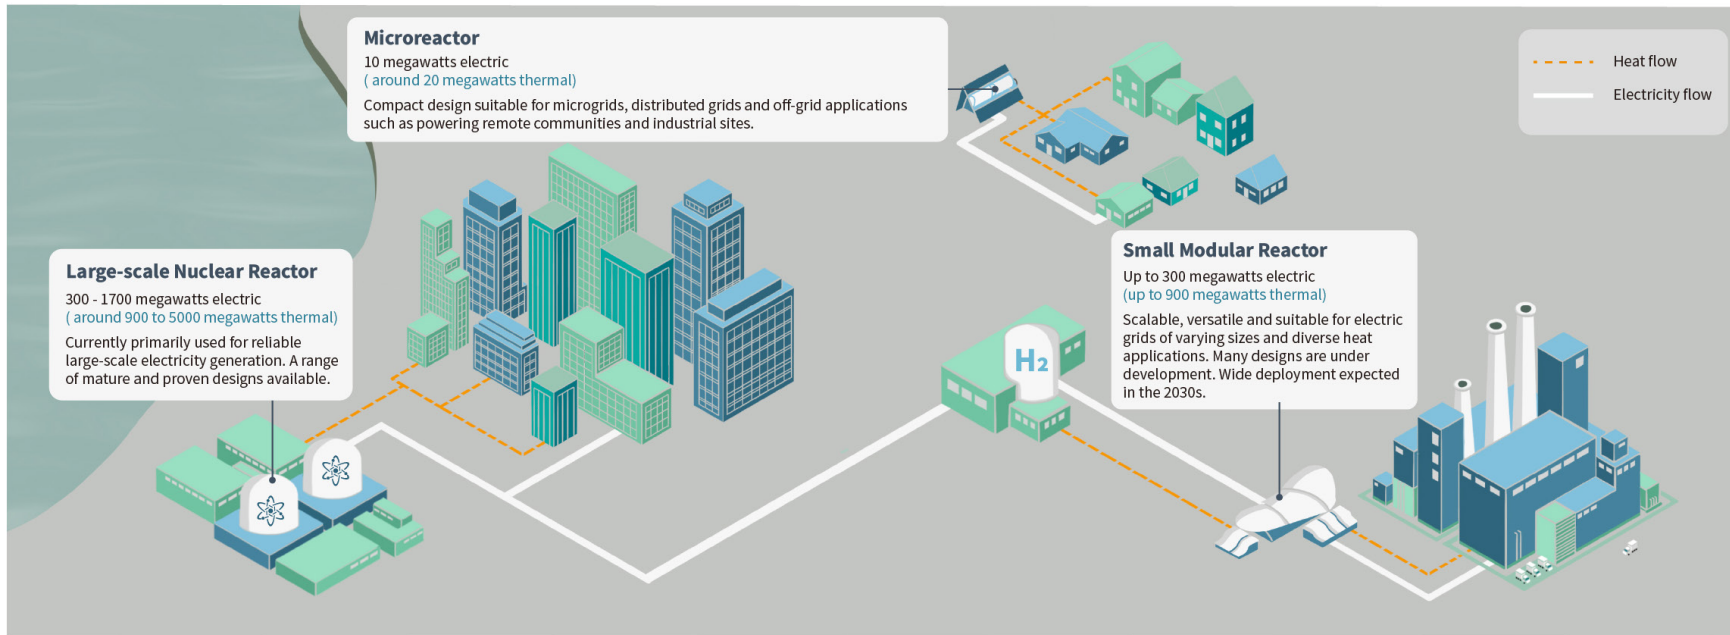 Microreactor
10 megawatts electric
( around 20 megawatts thermal)
Compact design suitable for microgrids, distributed grids and off-grid applications
such as powering remote communities and industrial sites.
Heat flow
Electricity flow
Large-scale Nuclear Reactor
300 - 1700 megawatts electric
( around 900 to 5000 megawatts thermal)
Currently primarily used for reliable
large-scale electricity generation. A range
of mature and proven designs available.
H₂
Small Modular Reactor
Up to 300 megawatts electric
(up to 900 megawatts thermal)
Scalable, versatile and suitable for electric
grids of varying sizes and diverse heat
applications. Many designs are under
development. Wide deployment expected
in the 2030s.